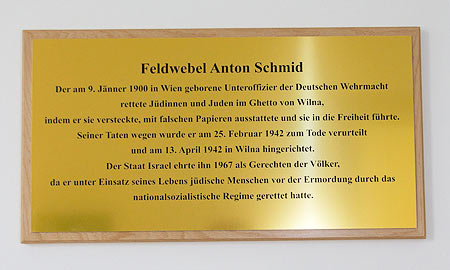 Feldwebel Anton Schmid
Der am 9. Jänner 1900 in Wien geborene Unteroffizier der Deutschen Wehrmacht
rettete Jüdinnen und Juden im Ghetto von Wilna,
indem er sie versteckte, mit falschen Papieren ausstattete und sie in die Freiheit führte.
Seiner Taten wegen wurde er am 25. Februar 1942 zum Tode verurteilt
und am 13. April 1942 in Wilna hingerichtet.
Der Staat Israel ehrte ihn 1967 als Gerechten der Völker,
da er unter Einsatz seines Lebens jüdische Menschen vor der Ermordung durch das
nationalsozialistische Regime gerettet hatte.